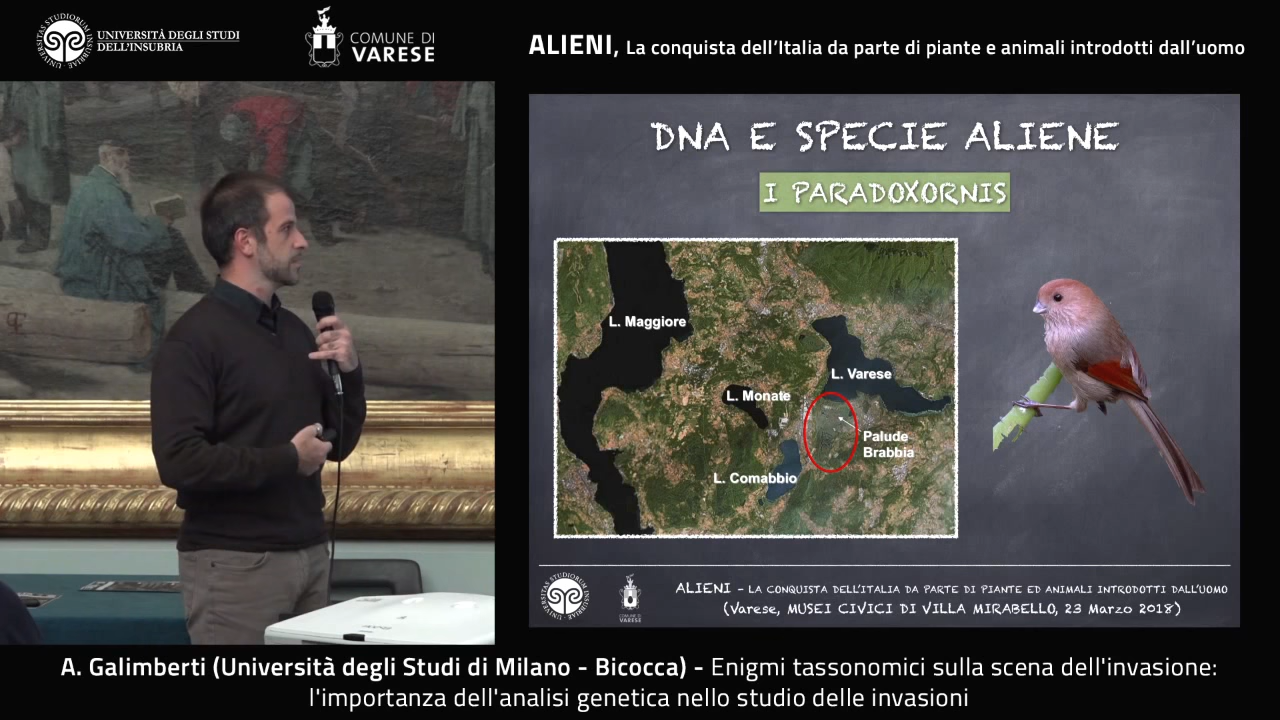 UNIVERSITÀ DEGLI STUDI
DELL'INSUBRIA
COMUNE DI
VARESE
ALIENI, La conquista dell'Italia da parte di piante e animali introdotti dall'uomo
DNA E SPECIE ALIENE
I PARADOXORNIS
L. Maggiore
L. Varese
L. Monate
Palude
Brabbia
L. Comabbio
ALIENI - LA CONQUISTA DELL'ITALIA DA PARTE DI PIANTE ED ANIMALI INTRODOTTI DALL'UOMO
(Varese, MUSEI CIVICI DI VILLA MIRABELLO, 23 Marzo 2018)
COMUNE DI
VARESE
A. Galimberti (Università degli Studi di Milano - Bicocca) - Enigmi tassonomici sulla scena dell'invasione:
l'importanza dell'analisi genetica nello studio delle invasioni